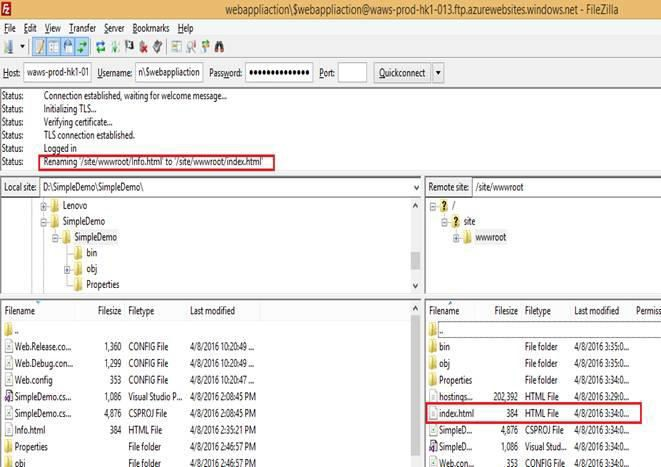 webappliaction\$webappliaction@waws-prod-hk1-013.ftp.azurewebsites.windows.net - FileZilla
File Edit View Transfer Server Bookmarks Help
Host: waws-prod-hk1-01 Username: n\$webappliaction Password: ●●●●●●●●●●●●●● Port: Quickconnect
Status: Connection established, waiting for welcome message...
Status: Initializing TLS...
Status: Verifying certificate...
Status: TLS connection established.
Status: Logged in
Status: Renaming '/site/wwwroot/Info.html' to '/site/wwwroot/index.html'
Local site: D:\SimpleDemo\SimpleDemo\
Lenovo
SimpleDemo
SimpleDemo
bin
obj
Properties
Remote site: /site/wwwroot
/
site
wwwroot
Filename Filesize Filetype Last modified
..
Web.Release.co... 1,360 CONFIG File 4/8/2016 10:20:49 ...
Web.Debug.con... 1,299 CONFIG File 4/8/2016 10:20:49 ...
Web.config 353 CONFIG File 4/8/2016 10:20:47 ...
SimpleDemo.cs... 1,086 Visual Studio P... 4/8/2016 2:08:45 PM
SimpleDemo.cs... 4,876 CSPROJ File 4/8/2016 2:08:45 PM
Info.html 384 HTML File 4/8/2016 2:35:21 PM
Properties File folder 4/8/2016 2:46:57 PM
obj File folder 4/8/2016 2:46:57 PM
Filename Filesize Filetype Last modified Permis
..
bin File folder 4/8/2016 3:35:0...
obj File folder 4/8/2016 3:35:0...
Properties File folder 4/8/2016 3:34:0...
hostings... 202,392 HTML File 4/8/2016 3:29:0...
index.html 384 HTML File 4/8/2016 3:34:0...
SimpleD... 4,876 CSPROJ File 4/8/2016 3:34:0...
SimpleD... 1,086 Visual Stud... 4/8/2016 3:34:0...
Web.con... 353 CONFIG File 4/8/2016 3:34:0...